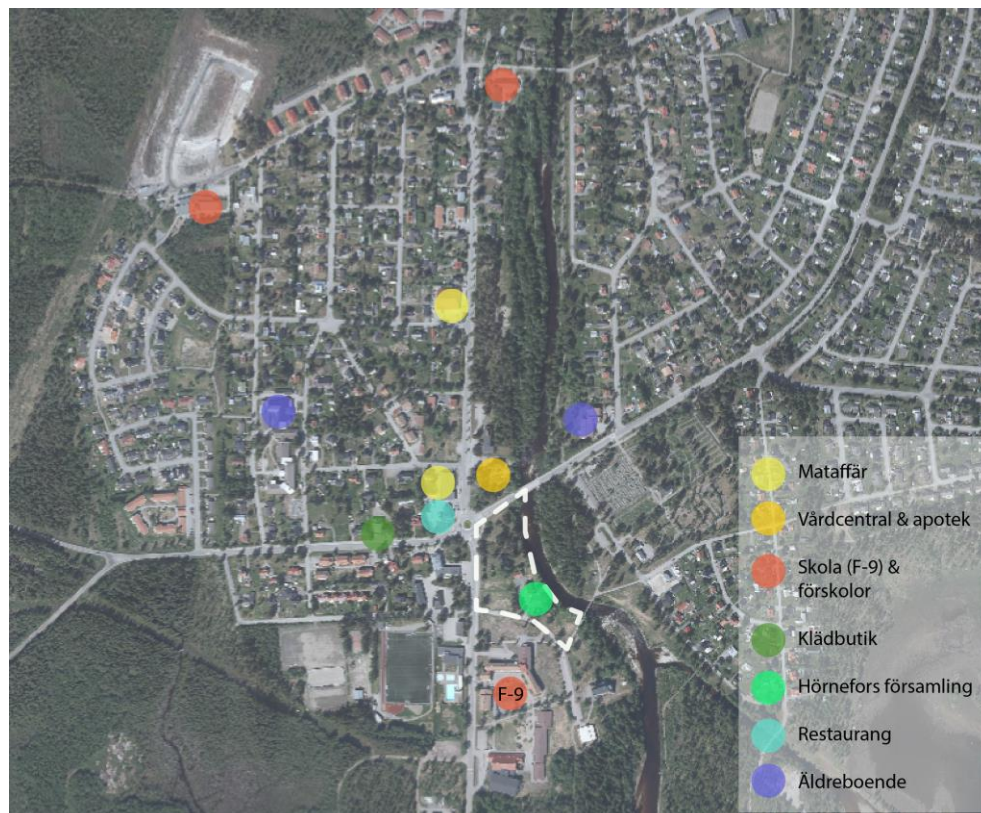 Mataffär
Vårdcentral & apotek
Skola (F-9) &
förskolor
Klädbutik
Hörnefors församling
Restaurang
Äldreboende
F-9